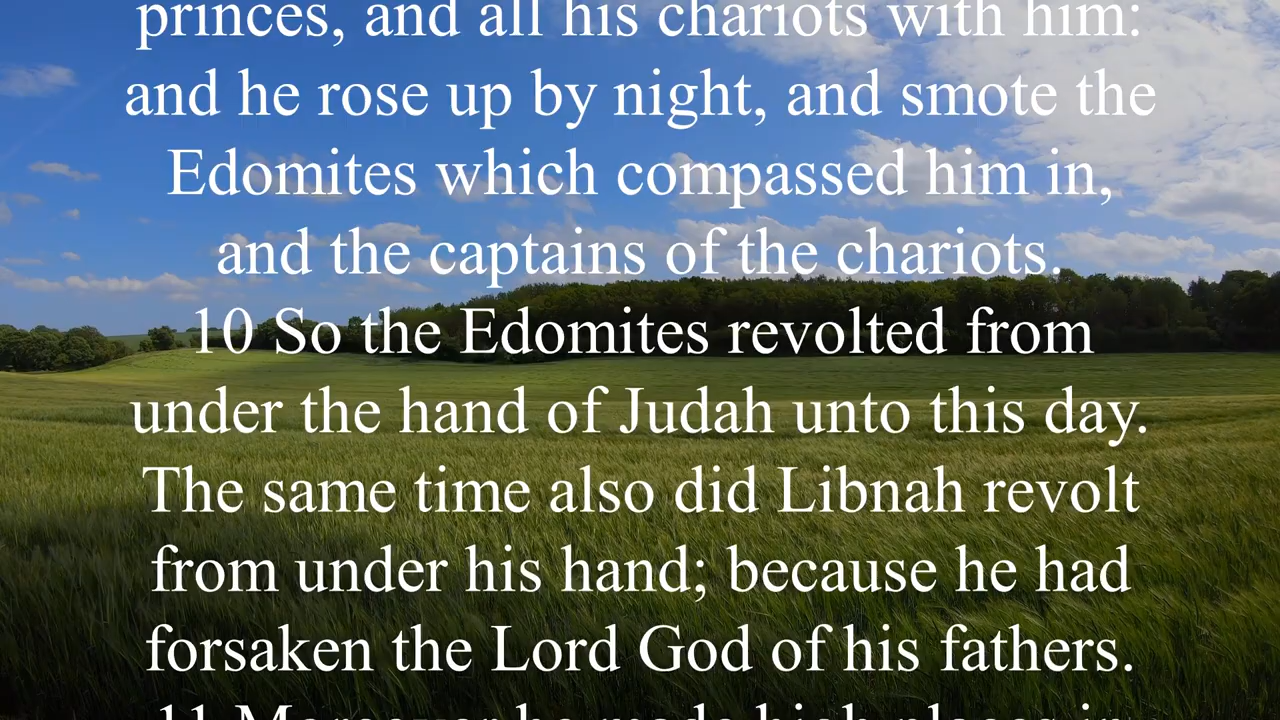 princes, and all his chariots with him:
and he rose up by night, and smote the
Edomites which compassed him in,
and the captains of the chariots.
10 So the Edomites revolted from
under the hand of Judah unto this day.
The same time also did Libnah revolt
from under his hand; because he had
forsaken the Lord God of his fathers.
11 Moreover he made high places in